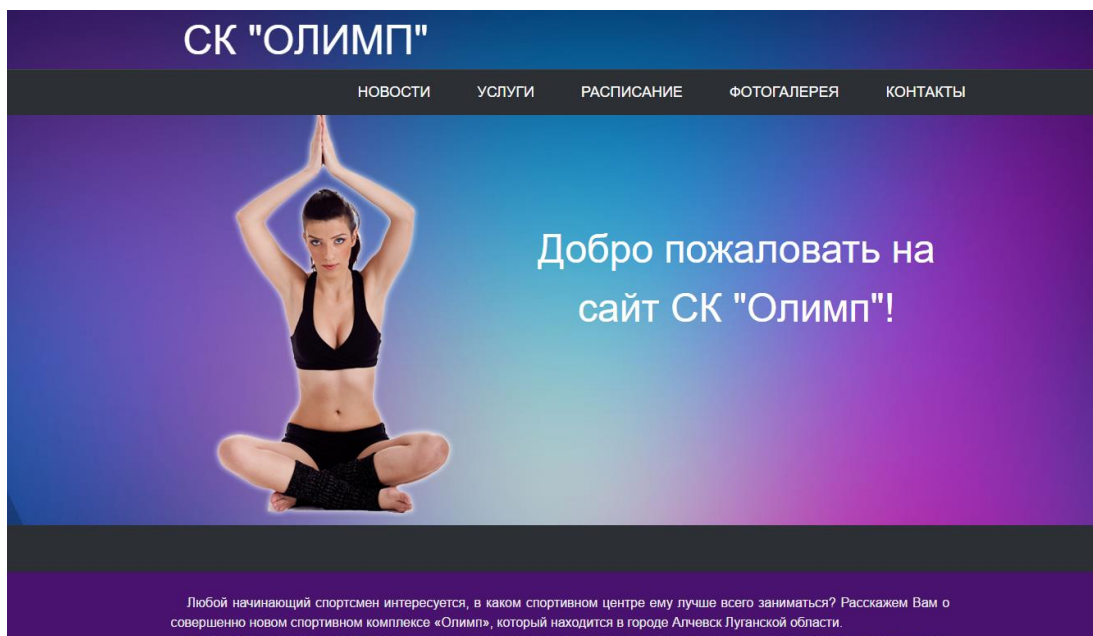 СК "ОЛИМП"
НОВОСТИ УСЛУГИ РАСПИСАНИЕ ФОТОГАЛЕРЕЯ КОНТАКТЫ
Добро пожаловать на
сайт СК "Олимп"!
Любой начинающий спортсмен интересуется, в каком спортивном центре ему лучше всего заниматься? Расскажем Вам о
совершенно новом спортивном комплексе «Олимп», который находится в городе Алчевск Луганской области.